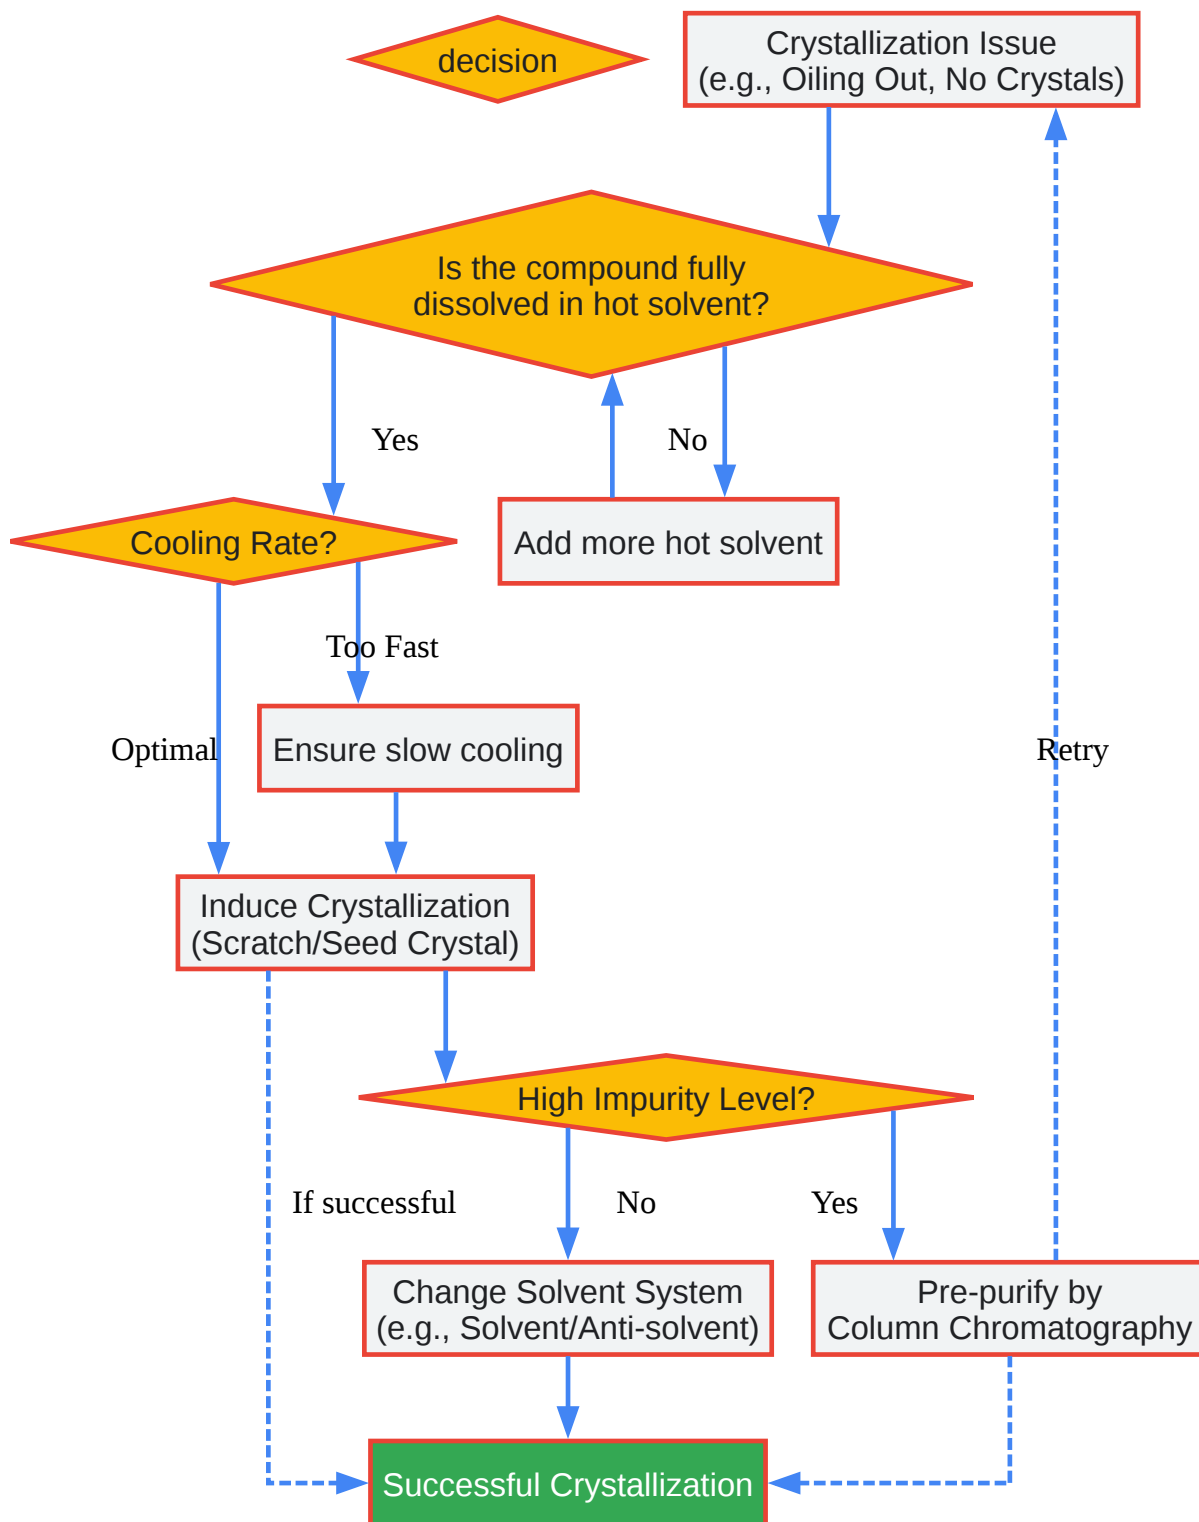 decision
Crystallization Issue
(e.g., Oiling Out, No Crystals)
Is the compound fully
dissolved in hot solvent?
Yes
No
Cooling Rate?
Add more hot solvent
Too Fast
Optimal
Ensure slow cooling
Retry
Induce Crystallization
(Scratch/Seed Crystal)
High Impurity Level?
If successful
No
Yes
Change Solvent System
(e.g., Solvent/Anti-solvent)
Pre-purify by
Column Chromatography
Successful Crystallization